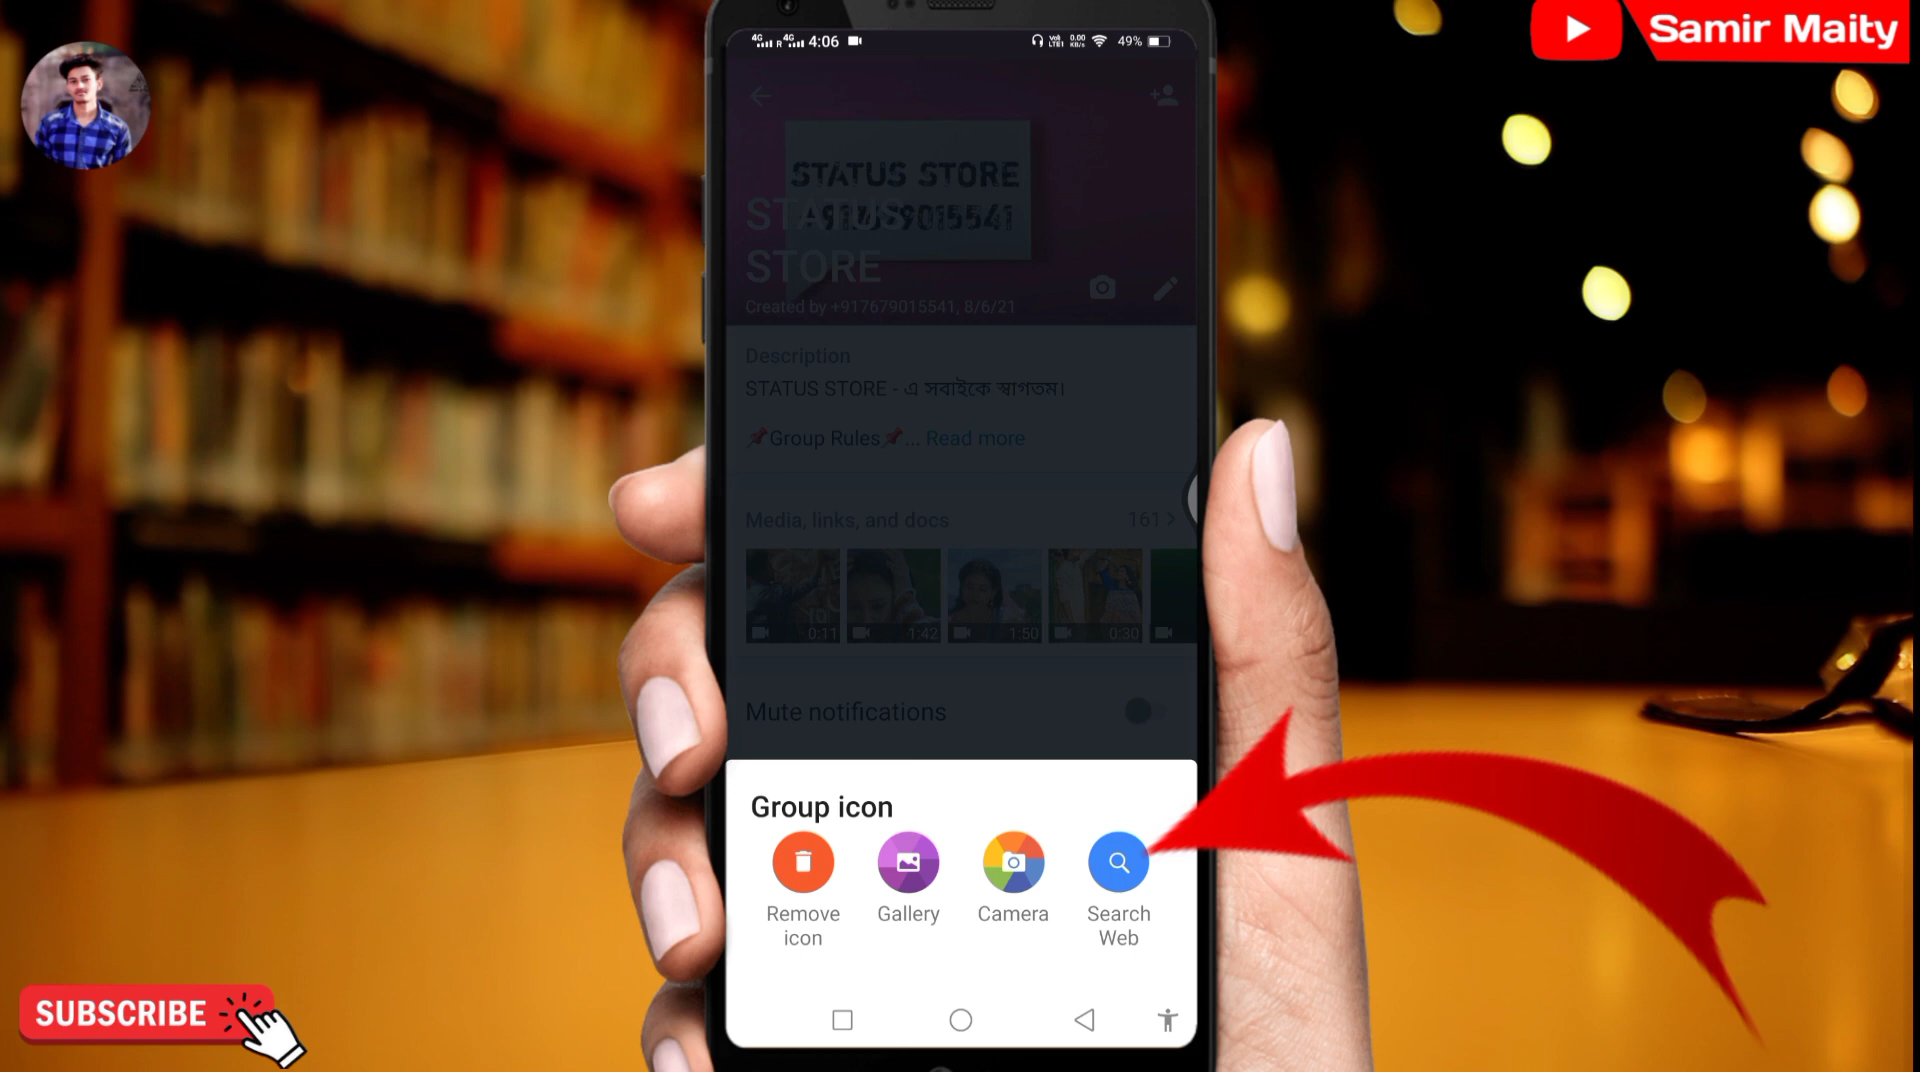 Samir Maity
4:06
49%
STATUS STORE
STATUS
STORE
Created by +917679015541, 8/6/21
Description
STATUS STORE - এ সবাইকে স্বাগতম।
📌Group Rules📌... Read more
Media, links, and docs 161 >
0:11 1:42 1:50 0:30
Mute notifications
Group icon
Remove icon
Gallery
Camera
Search Web
SUBSCRIBE